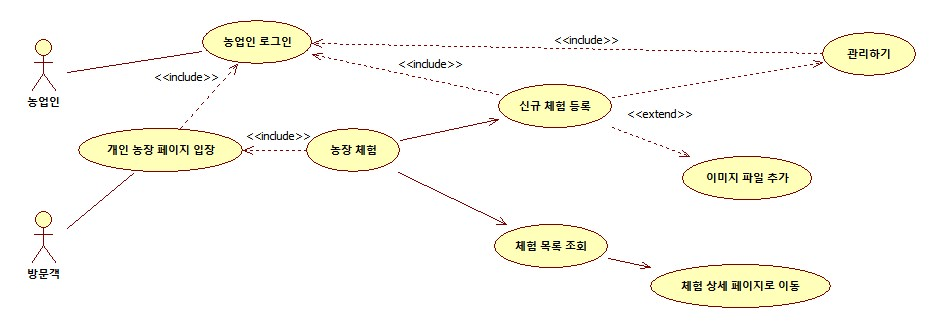 농업인 로그인
<<include>>
관리하기
<<include>>
<<include>>
농업인
신규 체험 등록
<<extend>>
<<include>>
개인 농장 페이지 입장
농장 체험
이미지 파일 추가
방문객
체험 목록 조회
체험 상세 페이지로 이동